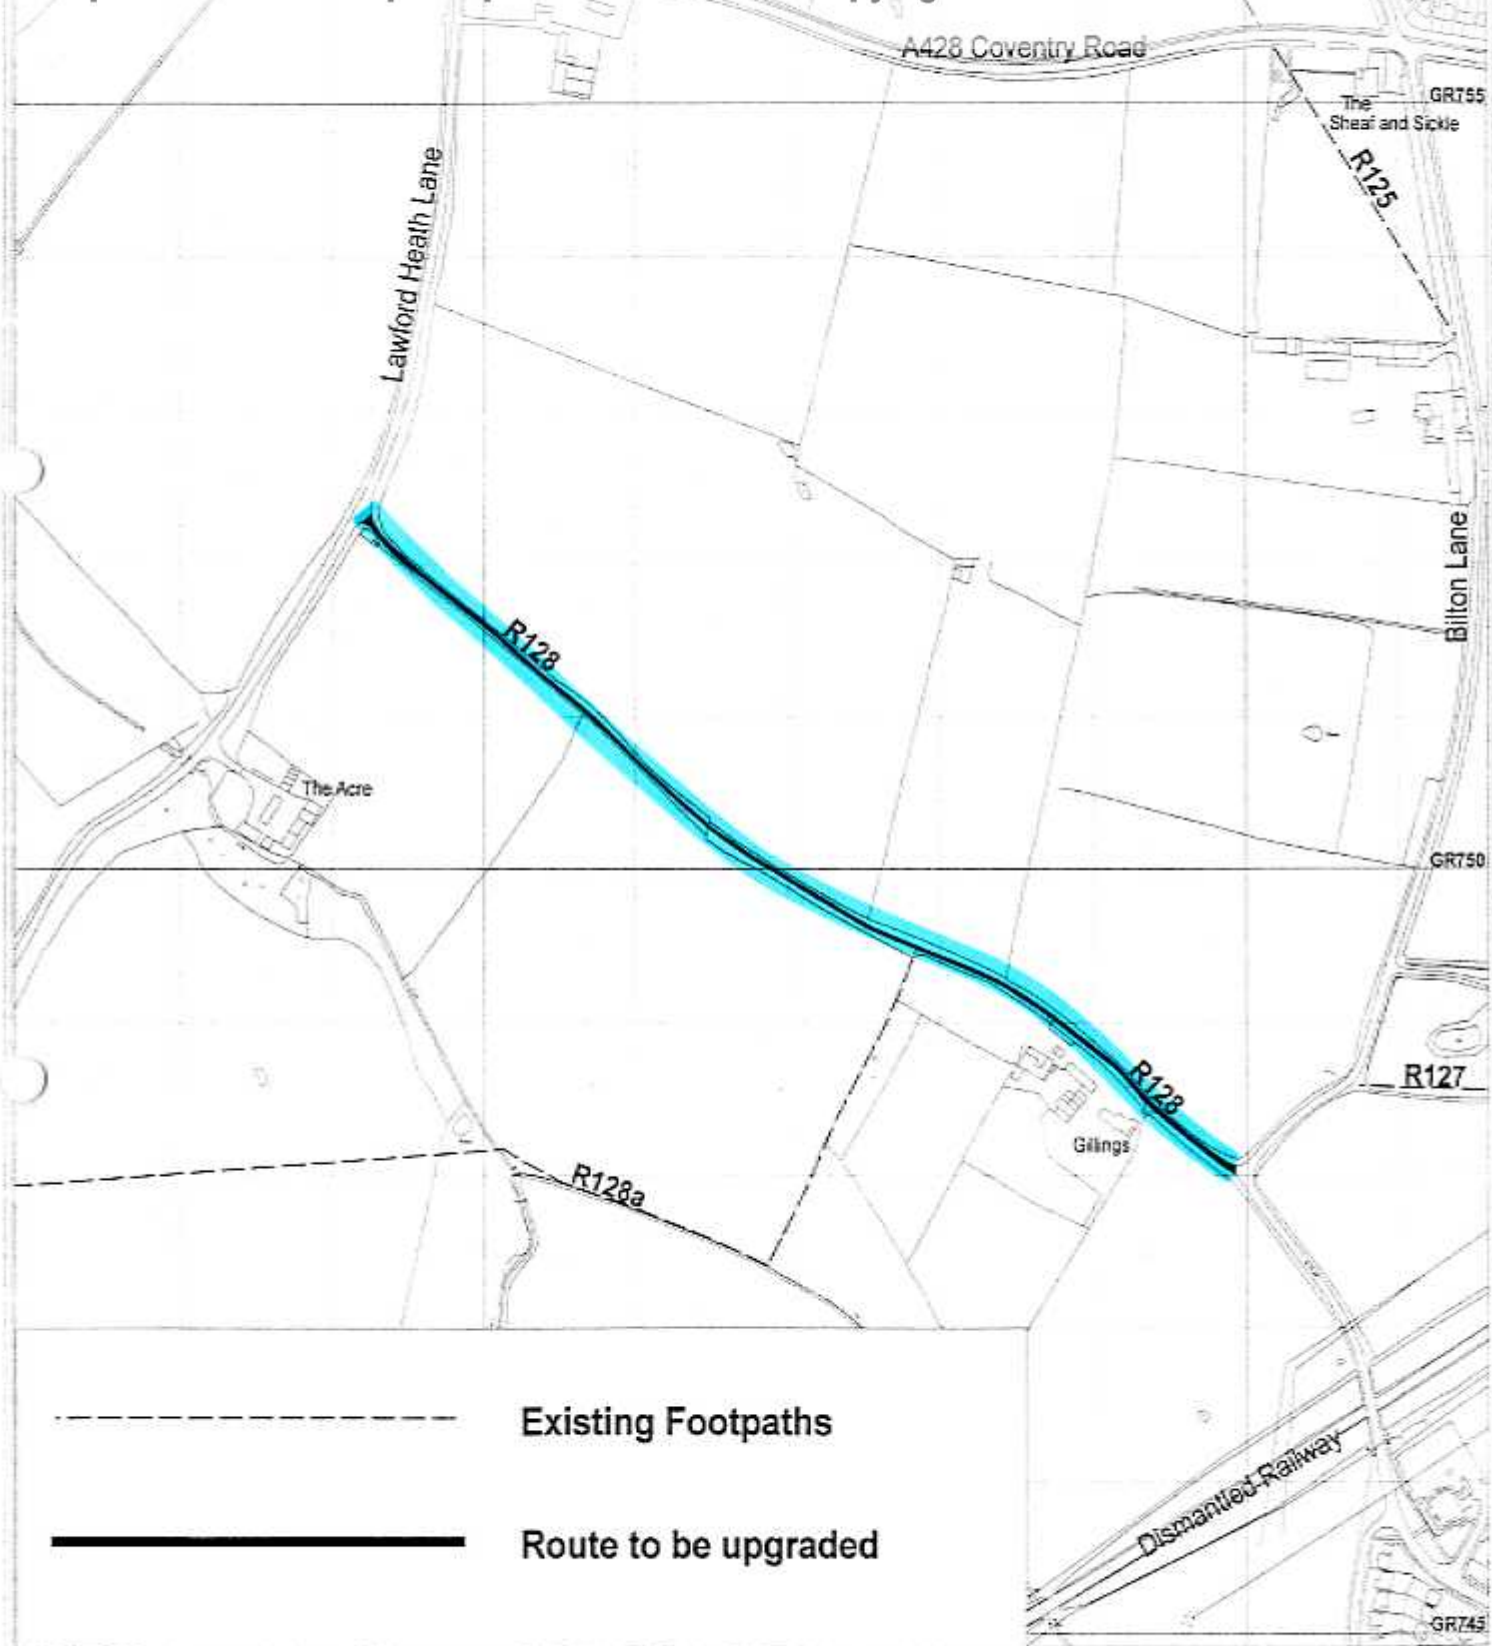 A428 Coventry Road
GR755
The
Sheaf and Sickle
R125
Lawford Heath Lane
Bilton Lane
R128
The Acre
GR750
R128
R127
Gillings
R128a
Existing Footpaths
Route to be upgraded
Dismantled Railway
GR745